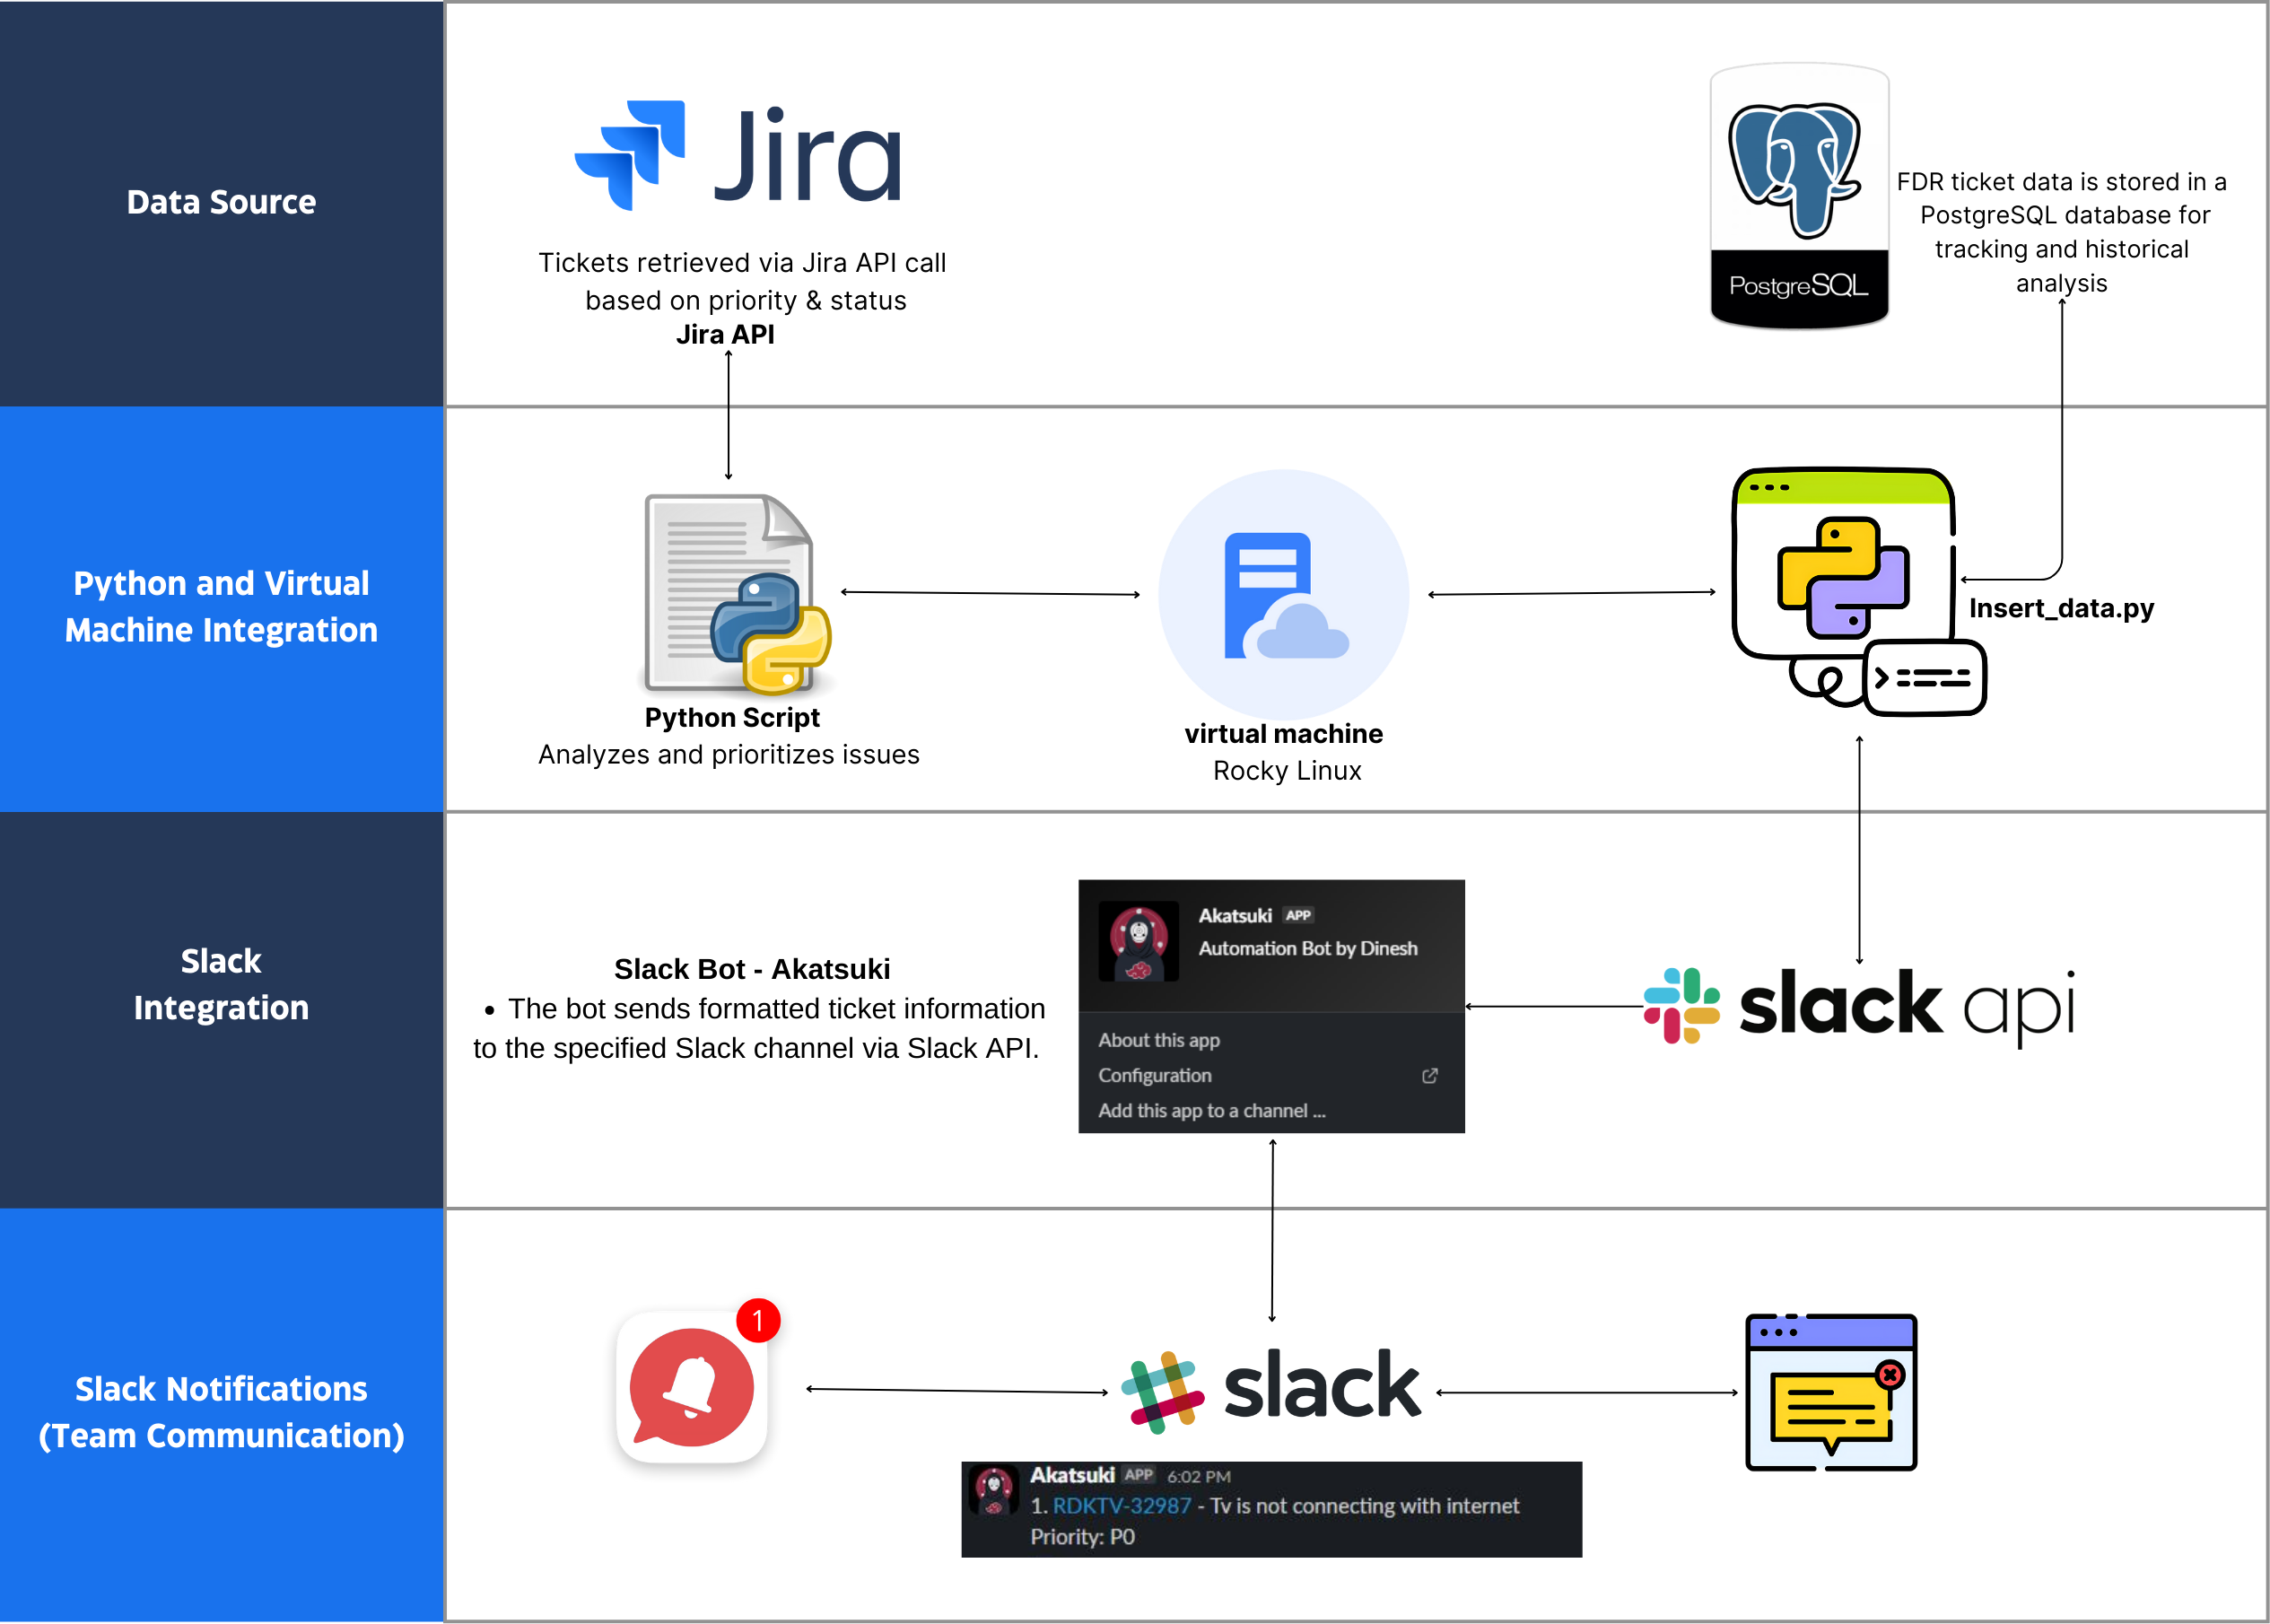 Data Source
Jira
Tickets retrieved via Jira API call
based on priority & status
Jira API
PostgreSQL
FDR ticket data is stored in a
PostgreSQL database for
tracking and historical
analysis
Python and Virtual
Machine Integration
Python Script
Analyzes and prioritizes issues
virtual machine
Rocky Linux
Insert_data.py
Slack
Integration
Slack Bot - Akatsuki
• The bot sends formatted ticket information
to the specified Slack channel via Slack API.
Akatsuki APP
Automation Bot by Dinesh
About this app
Configuration
Add this app to a channel ...
slack api
Slack Notifications
(Team Communication)
1
slack
Akatsuki APP 6:02 PM
1. RDKTV-32987 - Tv is not connecting with internet
Priority: P0